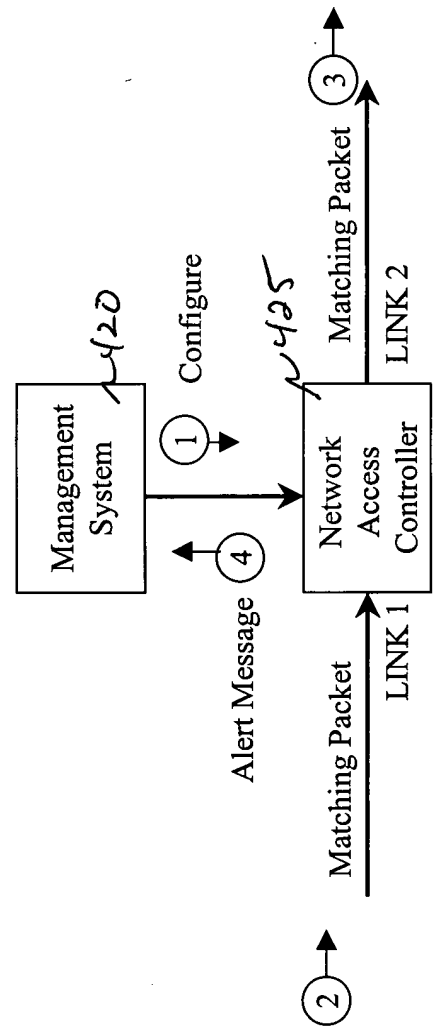 Management
System
420
1
Configure
4
Alert Message
425
Network
Access
Controller
2
Matching Packet
LINK 1
Matching Packet
LINK 2
3